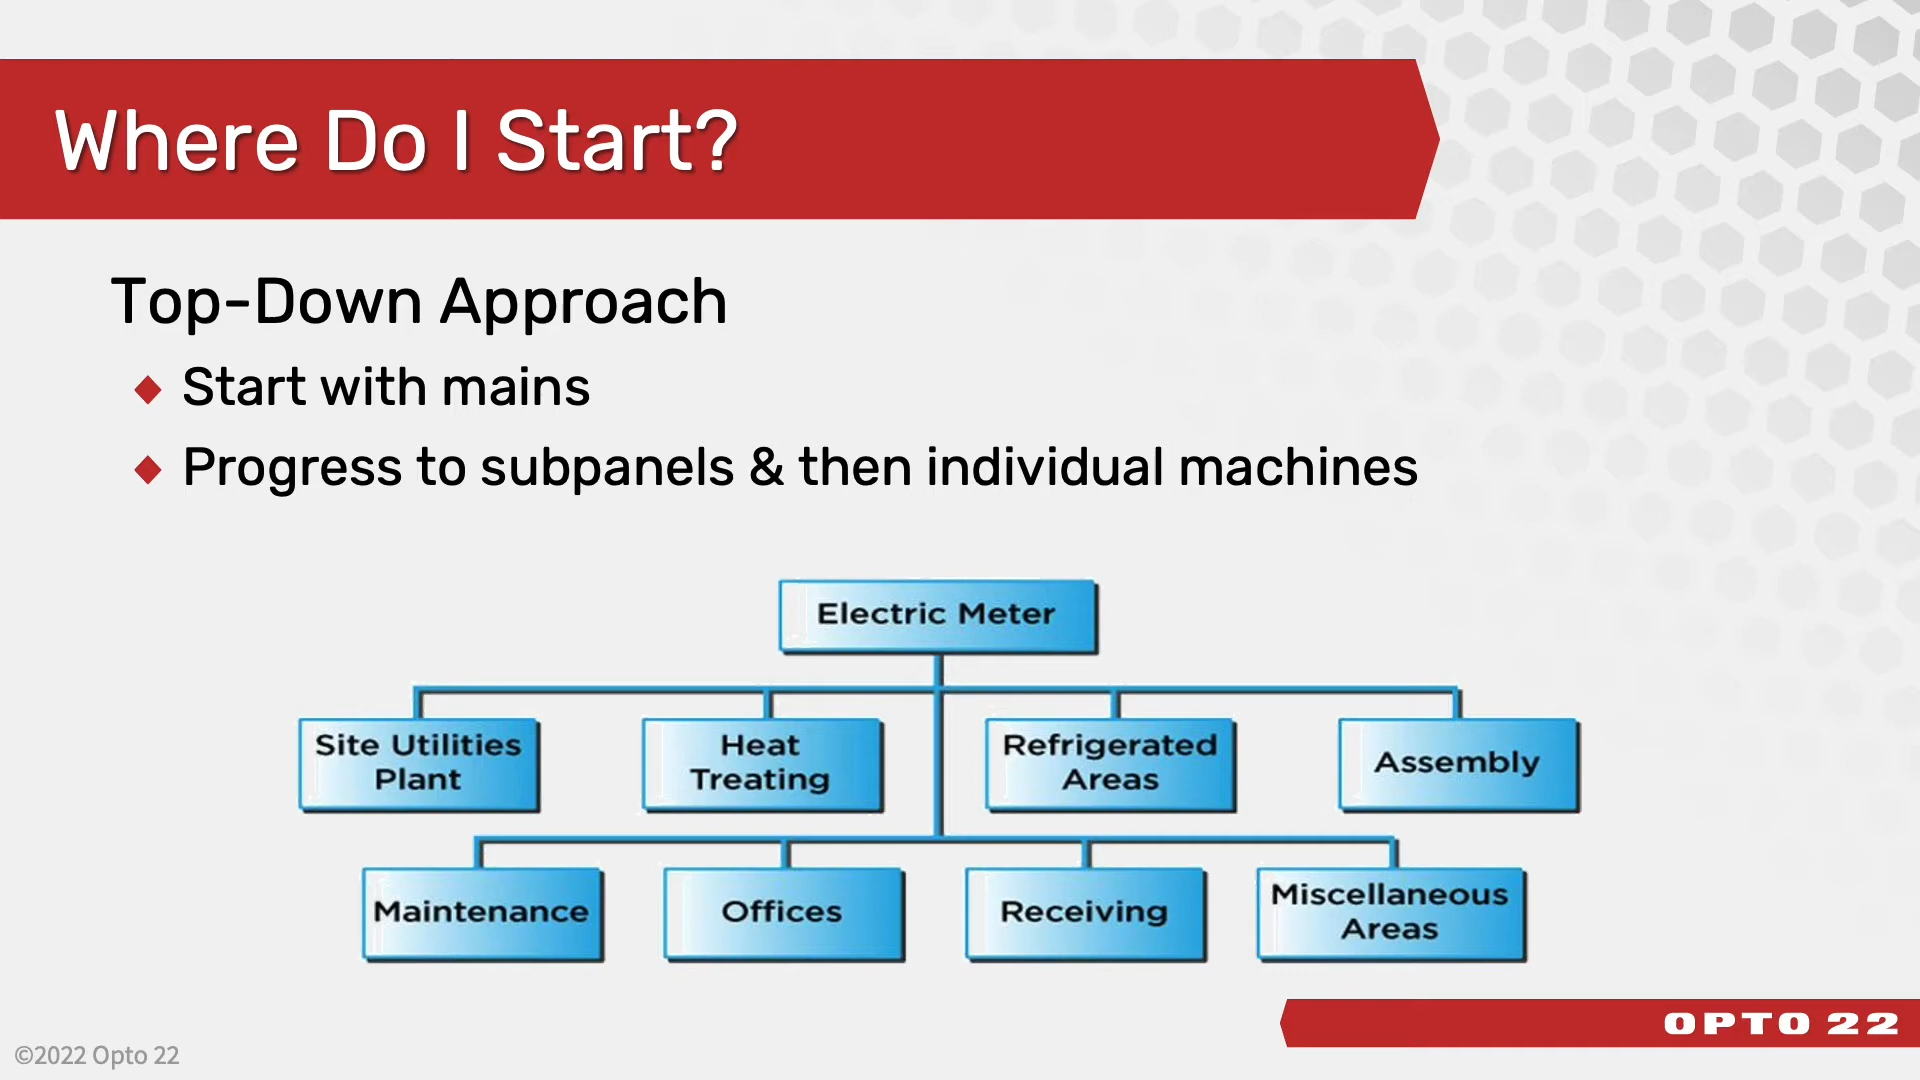 Where Do I Start?
Top-Down Approach
Start with mains
Progress to subpanels & then individual machines
Electric Meter
Site Utilities
Plant
Heat
Treating
Refrigerated
Areas
Assembly
Maintenance
Offices
Receiving
Miscellaneous
Areas
OPTO 22
©2022 Opto 22